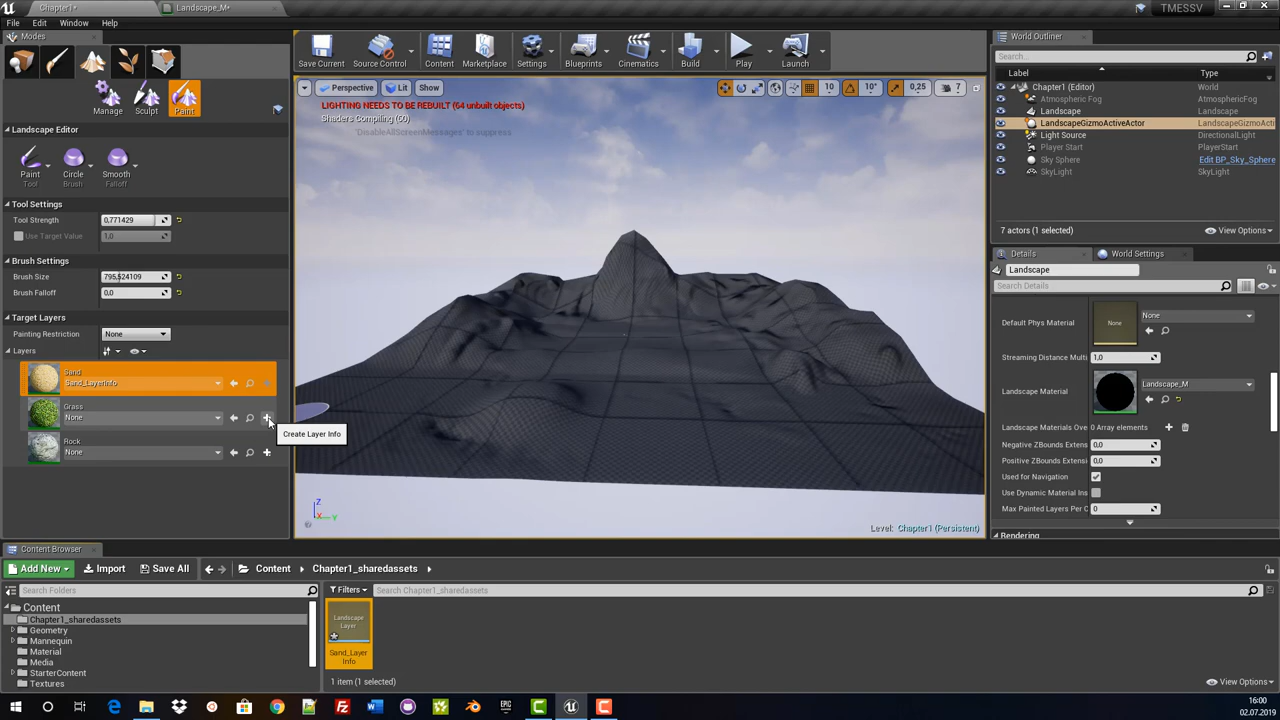 Chapter1*
Landscape_M*
TMESSV
File
Edit
Window
Help
Modes
Manage
Sculpt
Paint
Landscape Editor
Paint
Circle
Smooth
Tool
Brush
Falloff
Tool Settings
Tool Strength
0,771429
Use Target Value
1,0
Brush Settings
Brush Size
795,524109
Brush Falloff
0,0
Target Layers
Painting Restriction
None
Layers
Sand
Sand_LayerInfo
Grass
None
Rock
None
Create Layer Info
Save Current
Source Control
Content
Marketplace
Settings
Blueprints
Cinematics
Build
Play
Launch
Perspective
Lit
Show
10
10°
0,25
7
LIGHTING NEEDS TO BE REBUILT (64 unbuilt objects)
Shaders Compiling (50)
'DisableAllScreenMessages' to suppress
Z
X
Y
Level: Chapter1 (Persistent)
World Outliner
Search...
Label
Type
Chapter1 (Editor)
World
Atmospheric Fog
AtmosphericFog
Landscape
Landscape
LandscapeGizmoActiveActor
LandscapeGizmoActi
Light Source
DirectionalLight
Player Start
PlayerStart
Sky Sphere
Edit BP_Sky_Sphere
SkyLight
SkyLight
7 actors (1 selected)
View Options
Details
World Settings
Landscape
Search Details
Default Phys Material
None
None
Streaming Distance Multi
1,0
Landscape Material
Landscape_M
Landscape Materials Ove
0 Array elements
Negative ZBounds Extens
0,0
Positive ZBounds Extensi
0,0
Used for Navigation
Use Dynamic Material Ins
Max Painted Layers Per C
0
Rendering
Content Browser
Add New
Import
Save All
Content
Chapter1_sharedassets
Search Folders
Filters
Search Chapter1_sharedassets
Content
Chapter1_sharedassets
Geometry
Mannequin
Material
Media
StarterContent
Textures
Landscape
Layer
Sand_Layer
Info
1 item (1 selected)
View Options
EPIC
16:00
02.07.2019